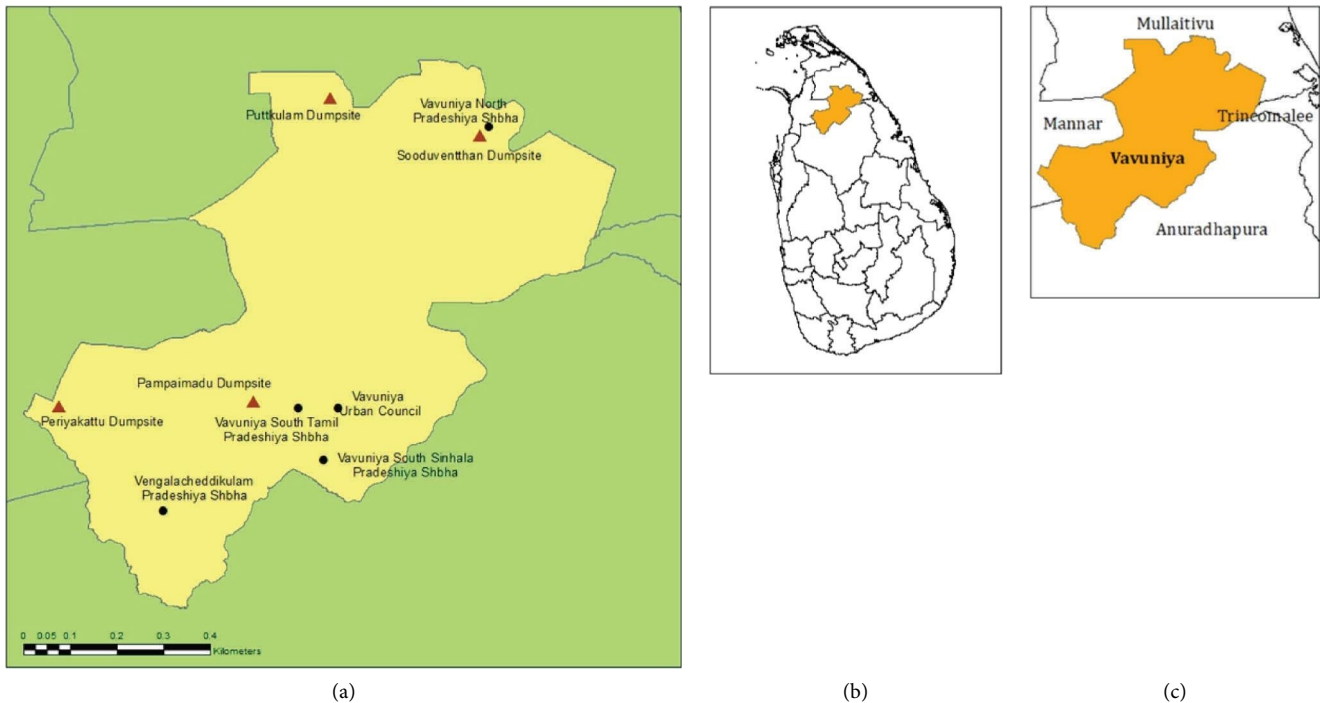 Puttkulam Dumpsite
Vavuniya North
Pradeshiya Shbha
Sooduventthan Dumpsite
Pampaimadu Dumpsite
Periyakattu Dumpsite
Vavuniya
Urban Council
Vavuniya South Tamil
Pradeshiya Shbha
Vavuniya South Sinhala
Pradeshiya Shbha
Vengalacheddikulam
Pradeshiya Shbha
0 0.05 0.1 0.2 0.3 0.4
Kilometers
(a)
(b)
Mullaitivu
Mannar
Trincomalee
Vavuniya
Anuradhapura
(c)